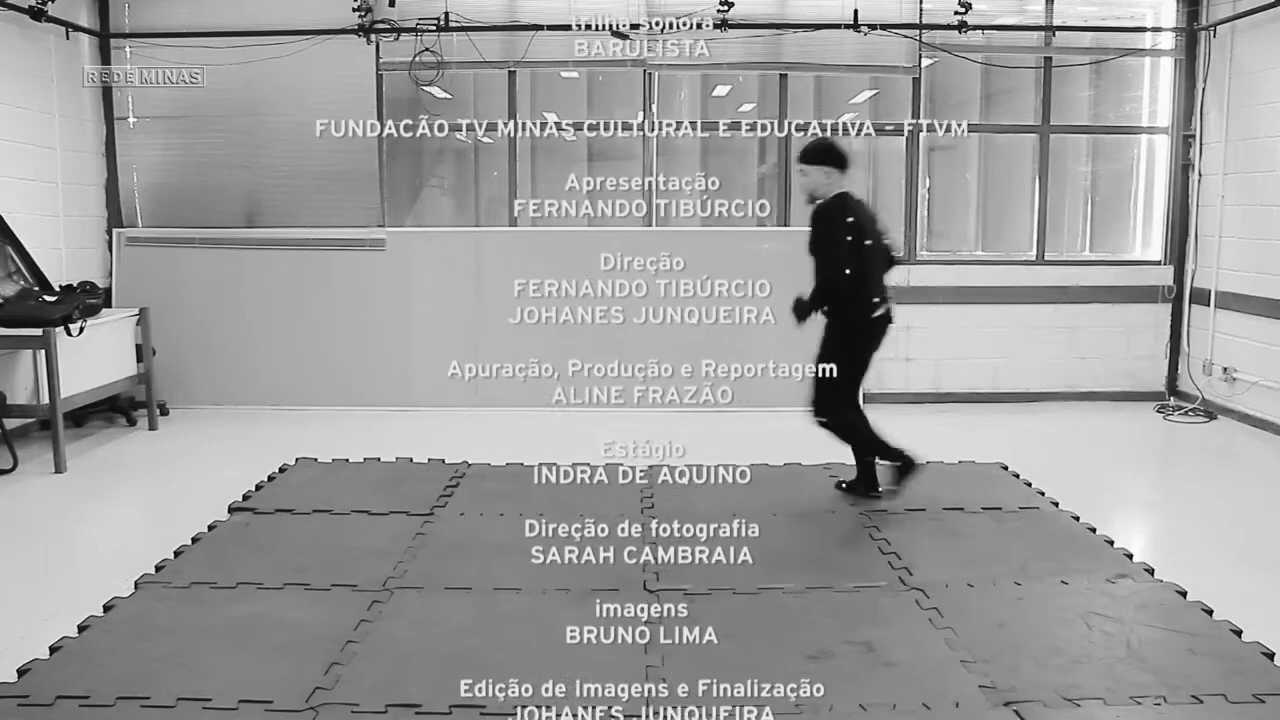 trilha sonora
BARULISTA
REDE MINAS
FUNDAÇÃO TV MINAS CULTURAL E EDUCATIVA - FTVM
Apresentação
FERNANDO TIBÚRCIO
Direção
FERNANDO TIBÚRCIO
JOHANES JUNQUEIRA
Apuração, Produção e Reportagem
ALINE FRAZÃO
Estágio
INDRA DE AQUINO
Direção de fotografia
SARAH CAMBRAIA
imagens
BRUNO LIMA
Edição de Imagens e Finalização
JOHANES JUNQUEIRA